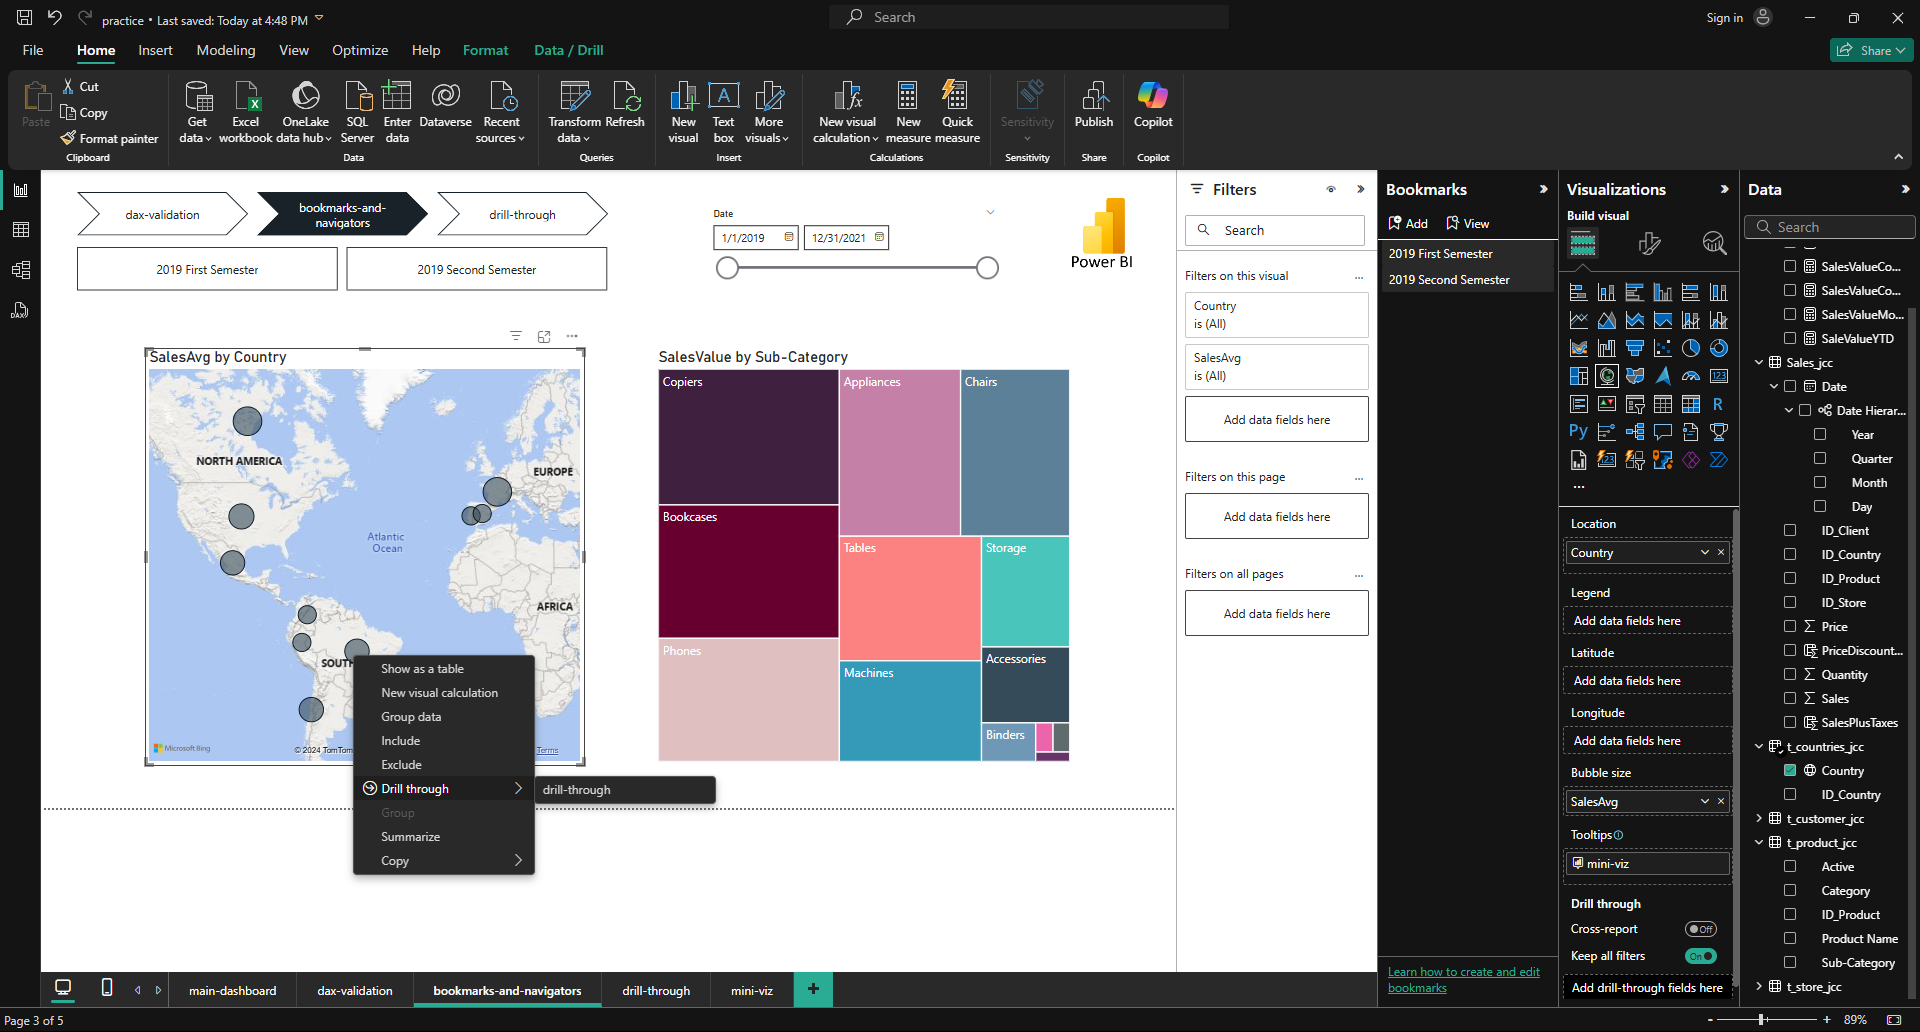 practice • Last saved: Today at 4:48 PM
Search
Sign in
File
Home
Insert
Modeling
View
Optimize
Help
Format
Data / Drill
Share
Paste
Cut
Copy
Format painter
Clipboard
Get data
Excel workbook
OneLake data hub
SQL Server
Enter data
Dataverse
Recent sources
Data
Transform data
Refresh
Queries
New visual
Text box
More visuals
Insert
New visual calculation
New measure
Quick measure
Calculations
Sensitivity
Sensitivity
Publish
Share
Copilot
Copilot
dax-validation
bookmarks-and-
navigators
drill-through
2019 First Semester
2019 Second Semester
Date
1/1/2019
12/31/2021
Power BI
SalesAvg by Country
NORTH AMERICA
EUROPE
Atlantic
Ocean
AFRICA
SOUTH
Microsoft Bing
© 2024 TomTom
Terms
Show as a table
New visual calculation
Group data
Include
Exclude
Drill through
drill-through
Group
Summarize
Copy
SalesValue by Sub-Category
Copiers
Appliances
Chairs
Bookcases
Tables
Storage
Phones
Accessories
Machines
Binders
Filters
Search
Filters on this visual
...
Country
is (All)
SalesAvg
is (All)
Add data fields here
Filters on this page
...
Add data fields here
Filters on all pages
...
Add data fields here
Bookmarks
Add
View
2019 First Semester
2019 Second Semester
Learn how to create and edit
bookmarks
Visualizations
Build visual
123
R
Py
123
...
Location
Country
Legend
Add data fields here
Latitude
Add data fields here
Longitude
Add data fields here
Bubble size
SalesAvg
Tooltips
mini-viz
Drill through
Cross-report
Off
Keep all filters
On
Add drill-through fields here
Data
Search
SalesValueCo...
SalesValueCo...
SalesValueMo...
SaleValueYTD
Sales_jcc
Date
Date Hierar...
Year
Quarter
Month
Day
ID_Client
ID_Country
ID_Product
ID_Store
Price
PriceDiscount...
Quantity
Sales
SalesPlusTaxes
t_countries_jcc
Country
ID_Country
t_customer_jcc
t_product_jcc
Active
Category
ID_Product
Product Name
Sub-Category
t_store_jcc
main-dashboard
dax-validation
bookmarks-and-navigators
drill-through
mini-viz
+
Page 3 of 5
- + 89%